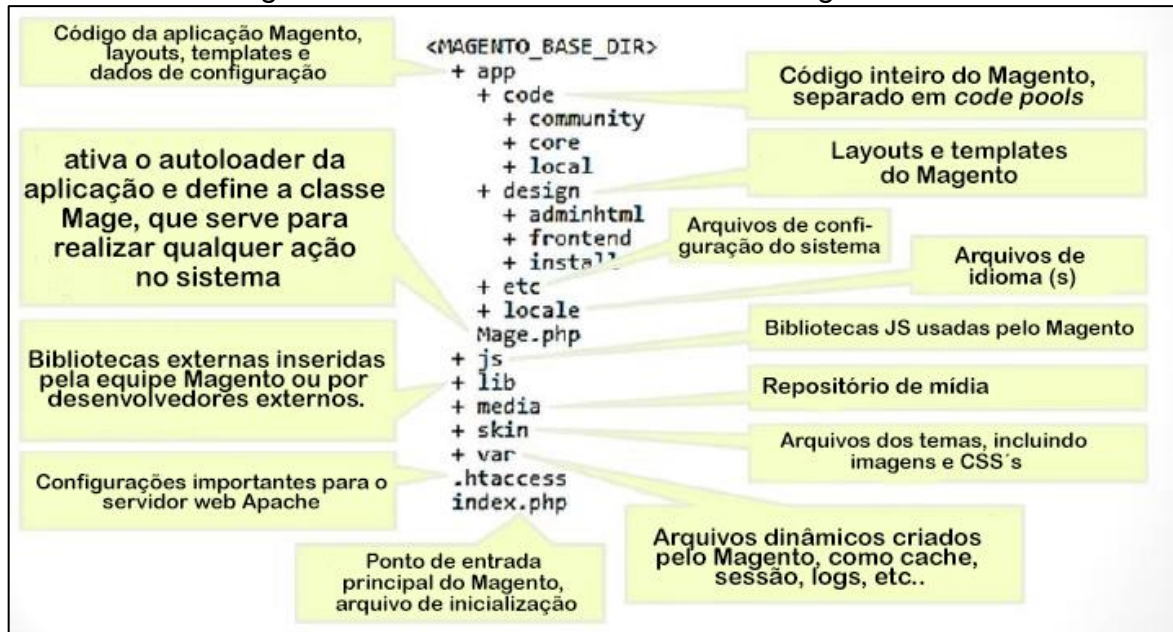 Código da aplicação Magento,
layouts, templates e
dados de configuração
ativa o autoloader da
aplicação e define a classe
Mage, que serve para
realizar qualquer ação
no sistema
Bibliotecas externas inseridas
pela equipe Magento ou por
desenvolvedores externos.
Configurações importantes para o
servidor web Apache
<MAGENTO_BASE_DIR>
+ app
+ code
+ community
+ core
+ local
+ design
+ adminhtml
+ frontend
+ install
+ etc
+ locale
Mage.php
+ js
+ lib
+ media
+ skin
+ var
.htaccess
index.php
Código inteiro do Magento,
separado em code pools
Layouts e templates
do Magento
Arquivos de confi-
guração do sistema
Arquivos de
idioma (s)
Bibliotecas JS usadas pelo Magento
Repositório de mídia
Arquivos dos temas, incluindo
imagens e CSS´s
Arquivos dinâmicos criados
pelo Magento, como cache,
sessão, logs, etc..
Ponto de entrada
principal do Magento,
arquivo de inicialização